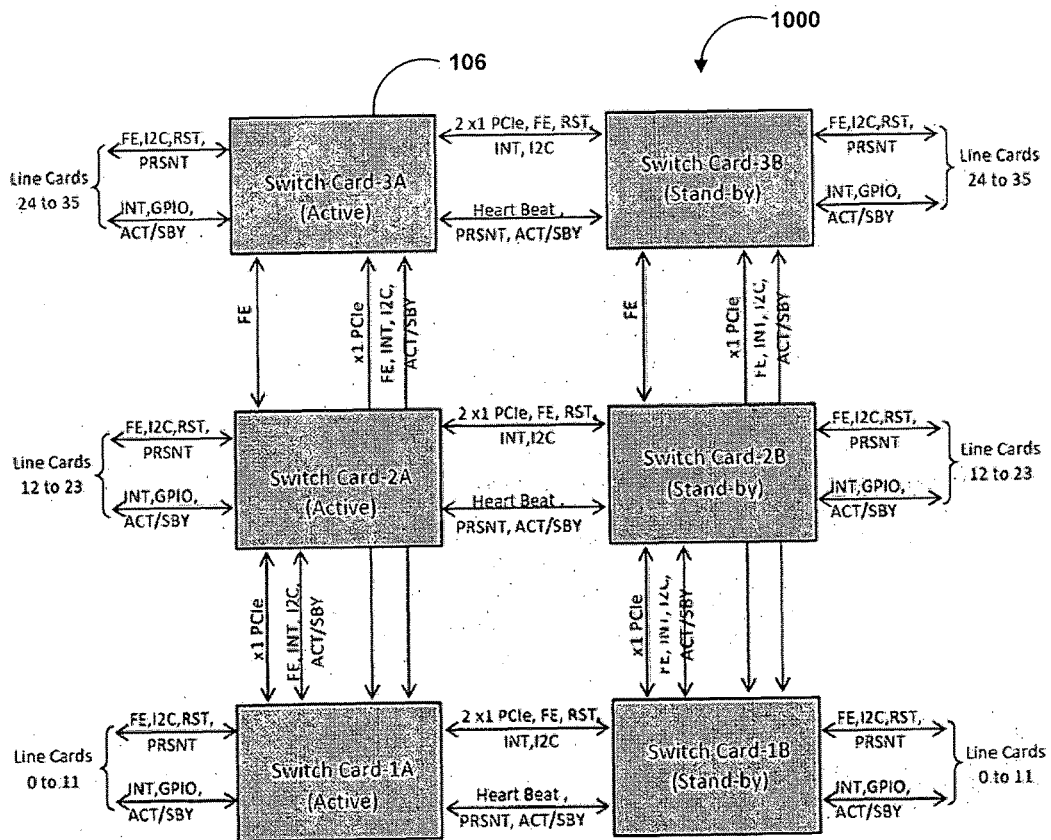 1000
106
FE,I2C,RST,
PRSNT
Line Cards
24 to 35
INT,GPIO,
ACT/SBY
Switch Card-3A
(Active)
2 x1 PCIe, FE, RST,
INT, I2C
Heart Beat ,
PRSNT, ACT/SBY
Switch Card-3B
(Stand-by)
FE,I2C,RST,
PRSNT
Line Cards
24 to 35
INT,GPIO,
ACT/SBY
FE
x1 PCIe
FE, INT, I2C,
ACT/SBY
FE
x1 PCIe
FE, INT, I2C,
ACT/SBY
FE,I2C,RST,
PRSNT
Line Cards
12 to 23
INT,GPIO,
ACT/SBY
Switch Card-2A
(Active)
2 x1 PCIe, FE, RST,
INT,I2C
Heart Beat ,
PRSNT, ACT/SBY
Switch Card-2B
(Stand-by)
FE,I2C,RST,
PRSNT
Line Cards
12 to 23
INT,GPIO,
ACT/SBY
x1 PCIe
FE, INT, I2C,
ACT/SBY
x1 PCIe
FE, INT, I2C,
ACT/SBY
FE,I2C,RST,
PRSNT
Line Cards
0 to 11
INT,GPIO,
ACT/SBY
Switch Card-1A
(Active)
2 x1 PCIe, FE, RST,
INT,I2C
Heart Beat ,
PRSNT, ACT/SBY
Switch Card-1B
(Stand-by)
FE,I2C,RST,
PRSNT
Line Cards
0 to 11
INT,GPIO,
ACT/SBY